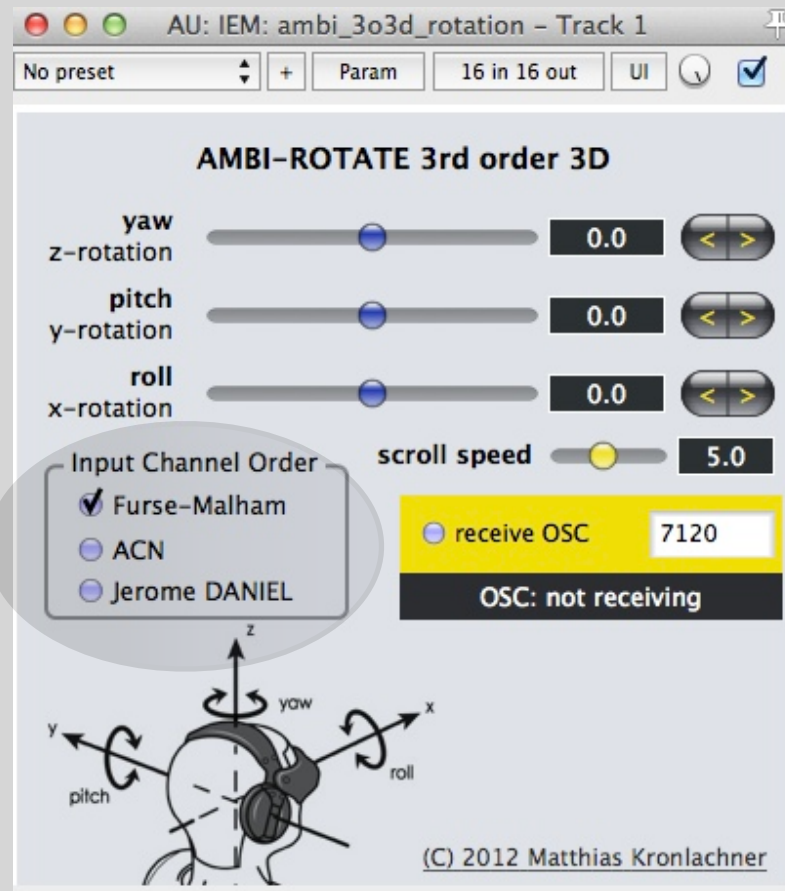 AU: IEM: ambi_3o3d_rotation – Track 1
No preset + Param 16 in 16 out UI
AMBI-ROTATE 3rd order 3D
yaw
z-rotation
0.0 < >
pitch
y-rotation
0.0 < >
roll
x-rotation
0.0 < >
scroll speed 5.0
Input Channel Order
Furse-Malham
ACN
Jerome DANIEL
receive OSC 7120
OSC: not receiving
z
yaw
x
y
roll
pitch
(C) 2012 Matthias Kronlachner